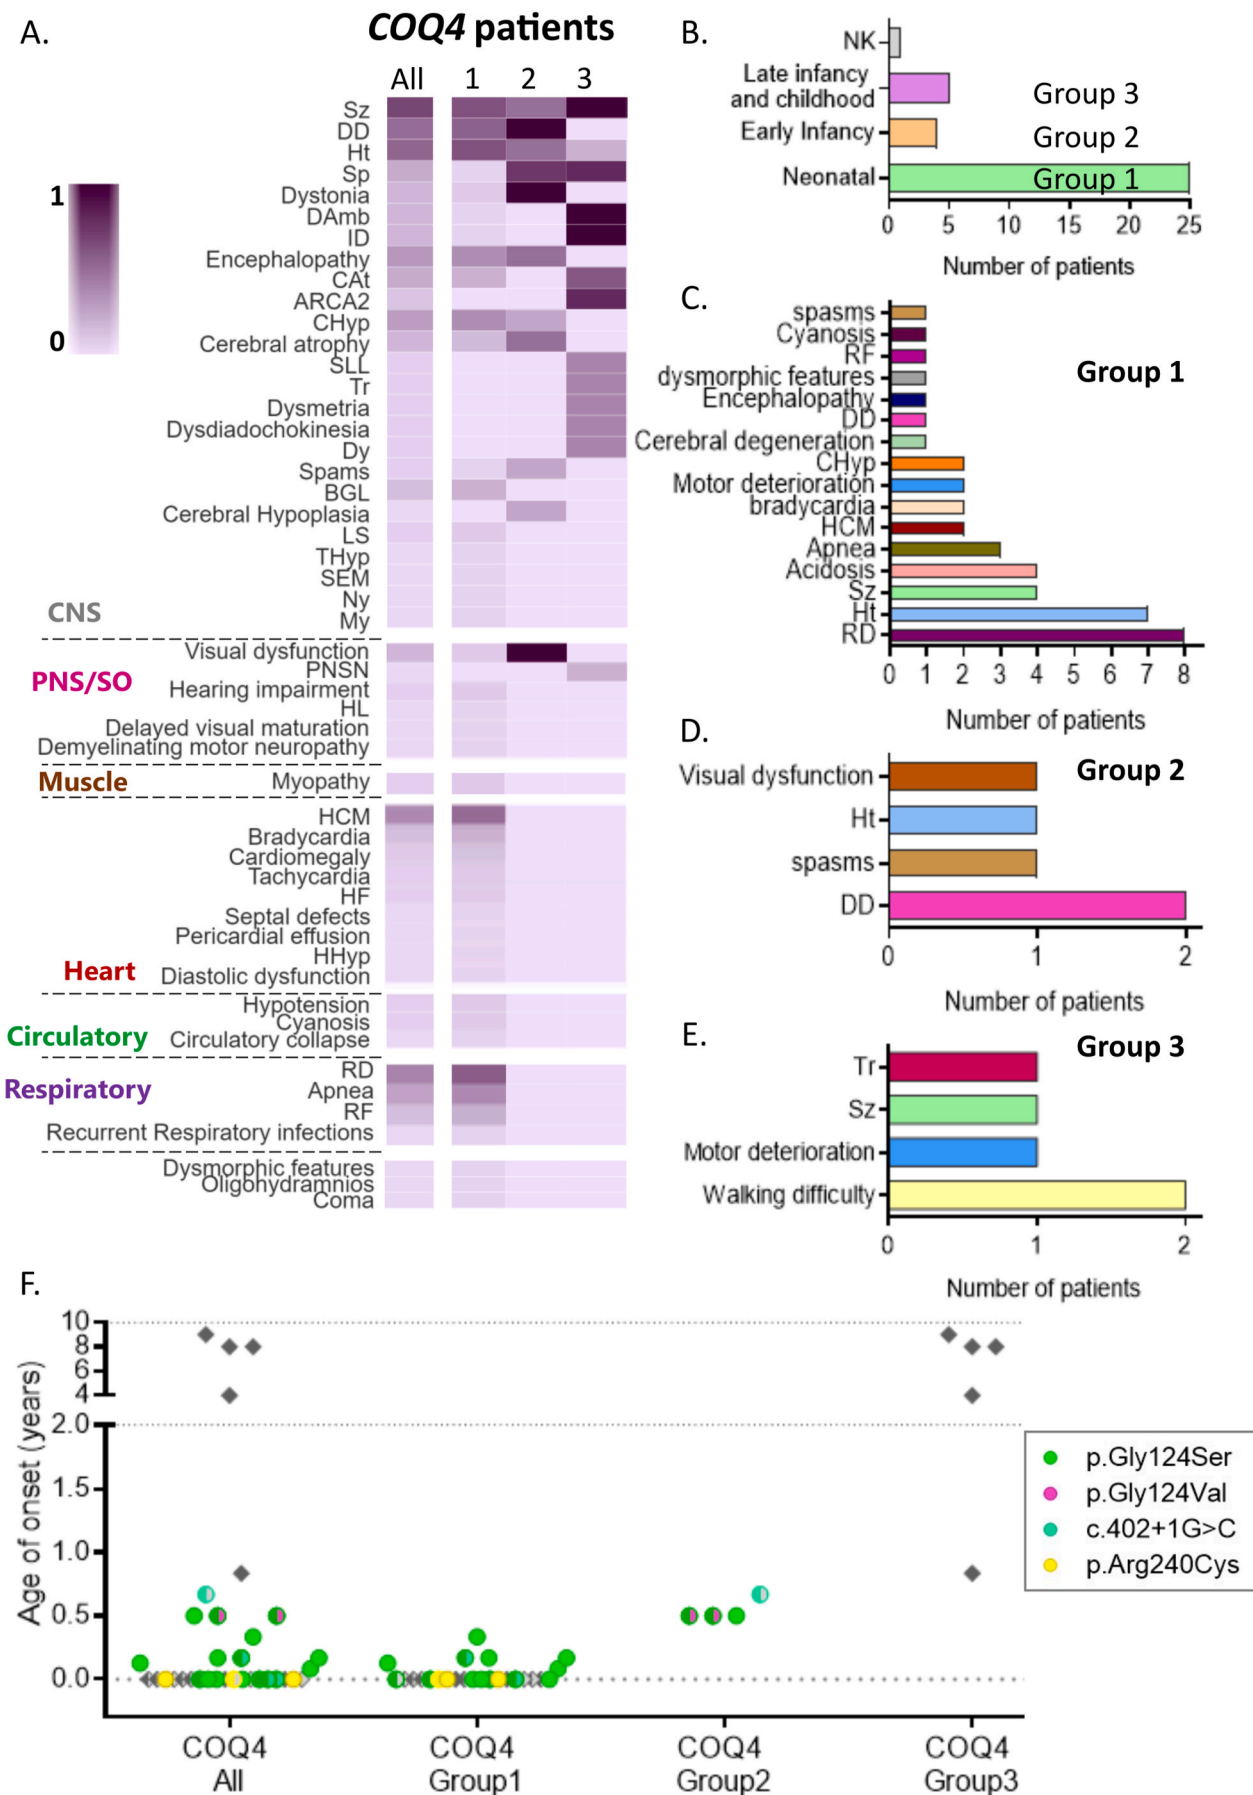 A.
COQ4 patients
All 1 2 3
1
0
Sz
DD
Ht
Sp
Dystonia
DAmb
ID
Encephalopathy
CAt
ARCA2
CHyp
Cerebral atrophy
SLL
Tr
Dysmetria
Dysdiadochokinesia
Dy
Spams
BGL
Cerebral Hypoplasia
LS
THyp
SEM
Ny
My
CNS
Visual dysfunction
PNSN
Hearing impairment
HL
Delayed visual maturation
Demyelinating motor neuropathy
PNS/SO
Muscle
Myopathy
HCM
Bradycardia
Cardiomegaly
Tachycardia
HF
Septal defects
Pericardial effusion
HHyp
Diastolic dysfunction
Heart
Hypotension
Cyanosis
Circulatory collapse
Circulatory
RD
Apnea
RF
Recurrent Respiratory infections
Respiratory
Dysmorphic features
Oligohydramnios
Coma
B.
NK
Late infancy
and childhood
Group 3
Early Infancy
Group 2
Neonatal
Group 1
0 5 10 15 20 25
Number of patients
C.
spasms
Cyanosis
RF
dysmorphic features
Encephalopathy
DD
Cerebral degeneration
CHyp
Motor deterioration
bradycardia
HCM
Apnea
Acidosis
Sz
Ht
RD
Group 1
0 1 2 3 4 5 6 7 8
Number of patients
D.
Group 2
Visual dysfunction
Ht
spasms
DD
0 1 2
Number of patients
E.
Group 3
Tr
Sz
Motor deterioration
Walking difficulty
0 1 2
Number of patients
F.
Age of onset (years)
10
8
6
4
2.0
1.5
1.0
0.5
0.0
COQ4
All
COQ4
Group1
COQ4
Group2
COQ4
Group3
p.Gly124Ser
p.Gly124Val
c.402+1G>C
p.Arg240Cys